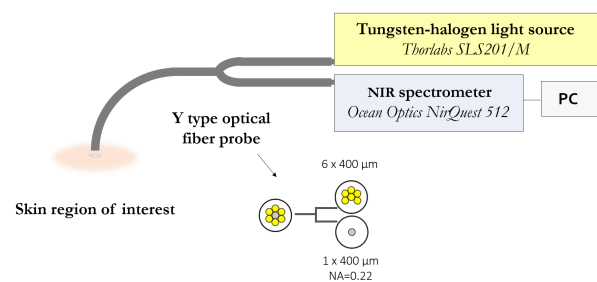 Tungsten-halogen light source
Thorlabs SLS201/M
NIR spectrometer
Ocean Optics NirQuest 512
PC
Y type optical
fiber probe
6 x 400 µm
Skin region of interest
1 x 400 µm
NA=0.22